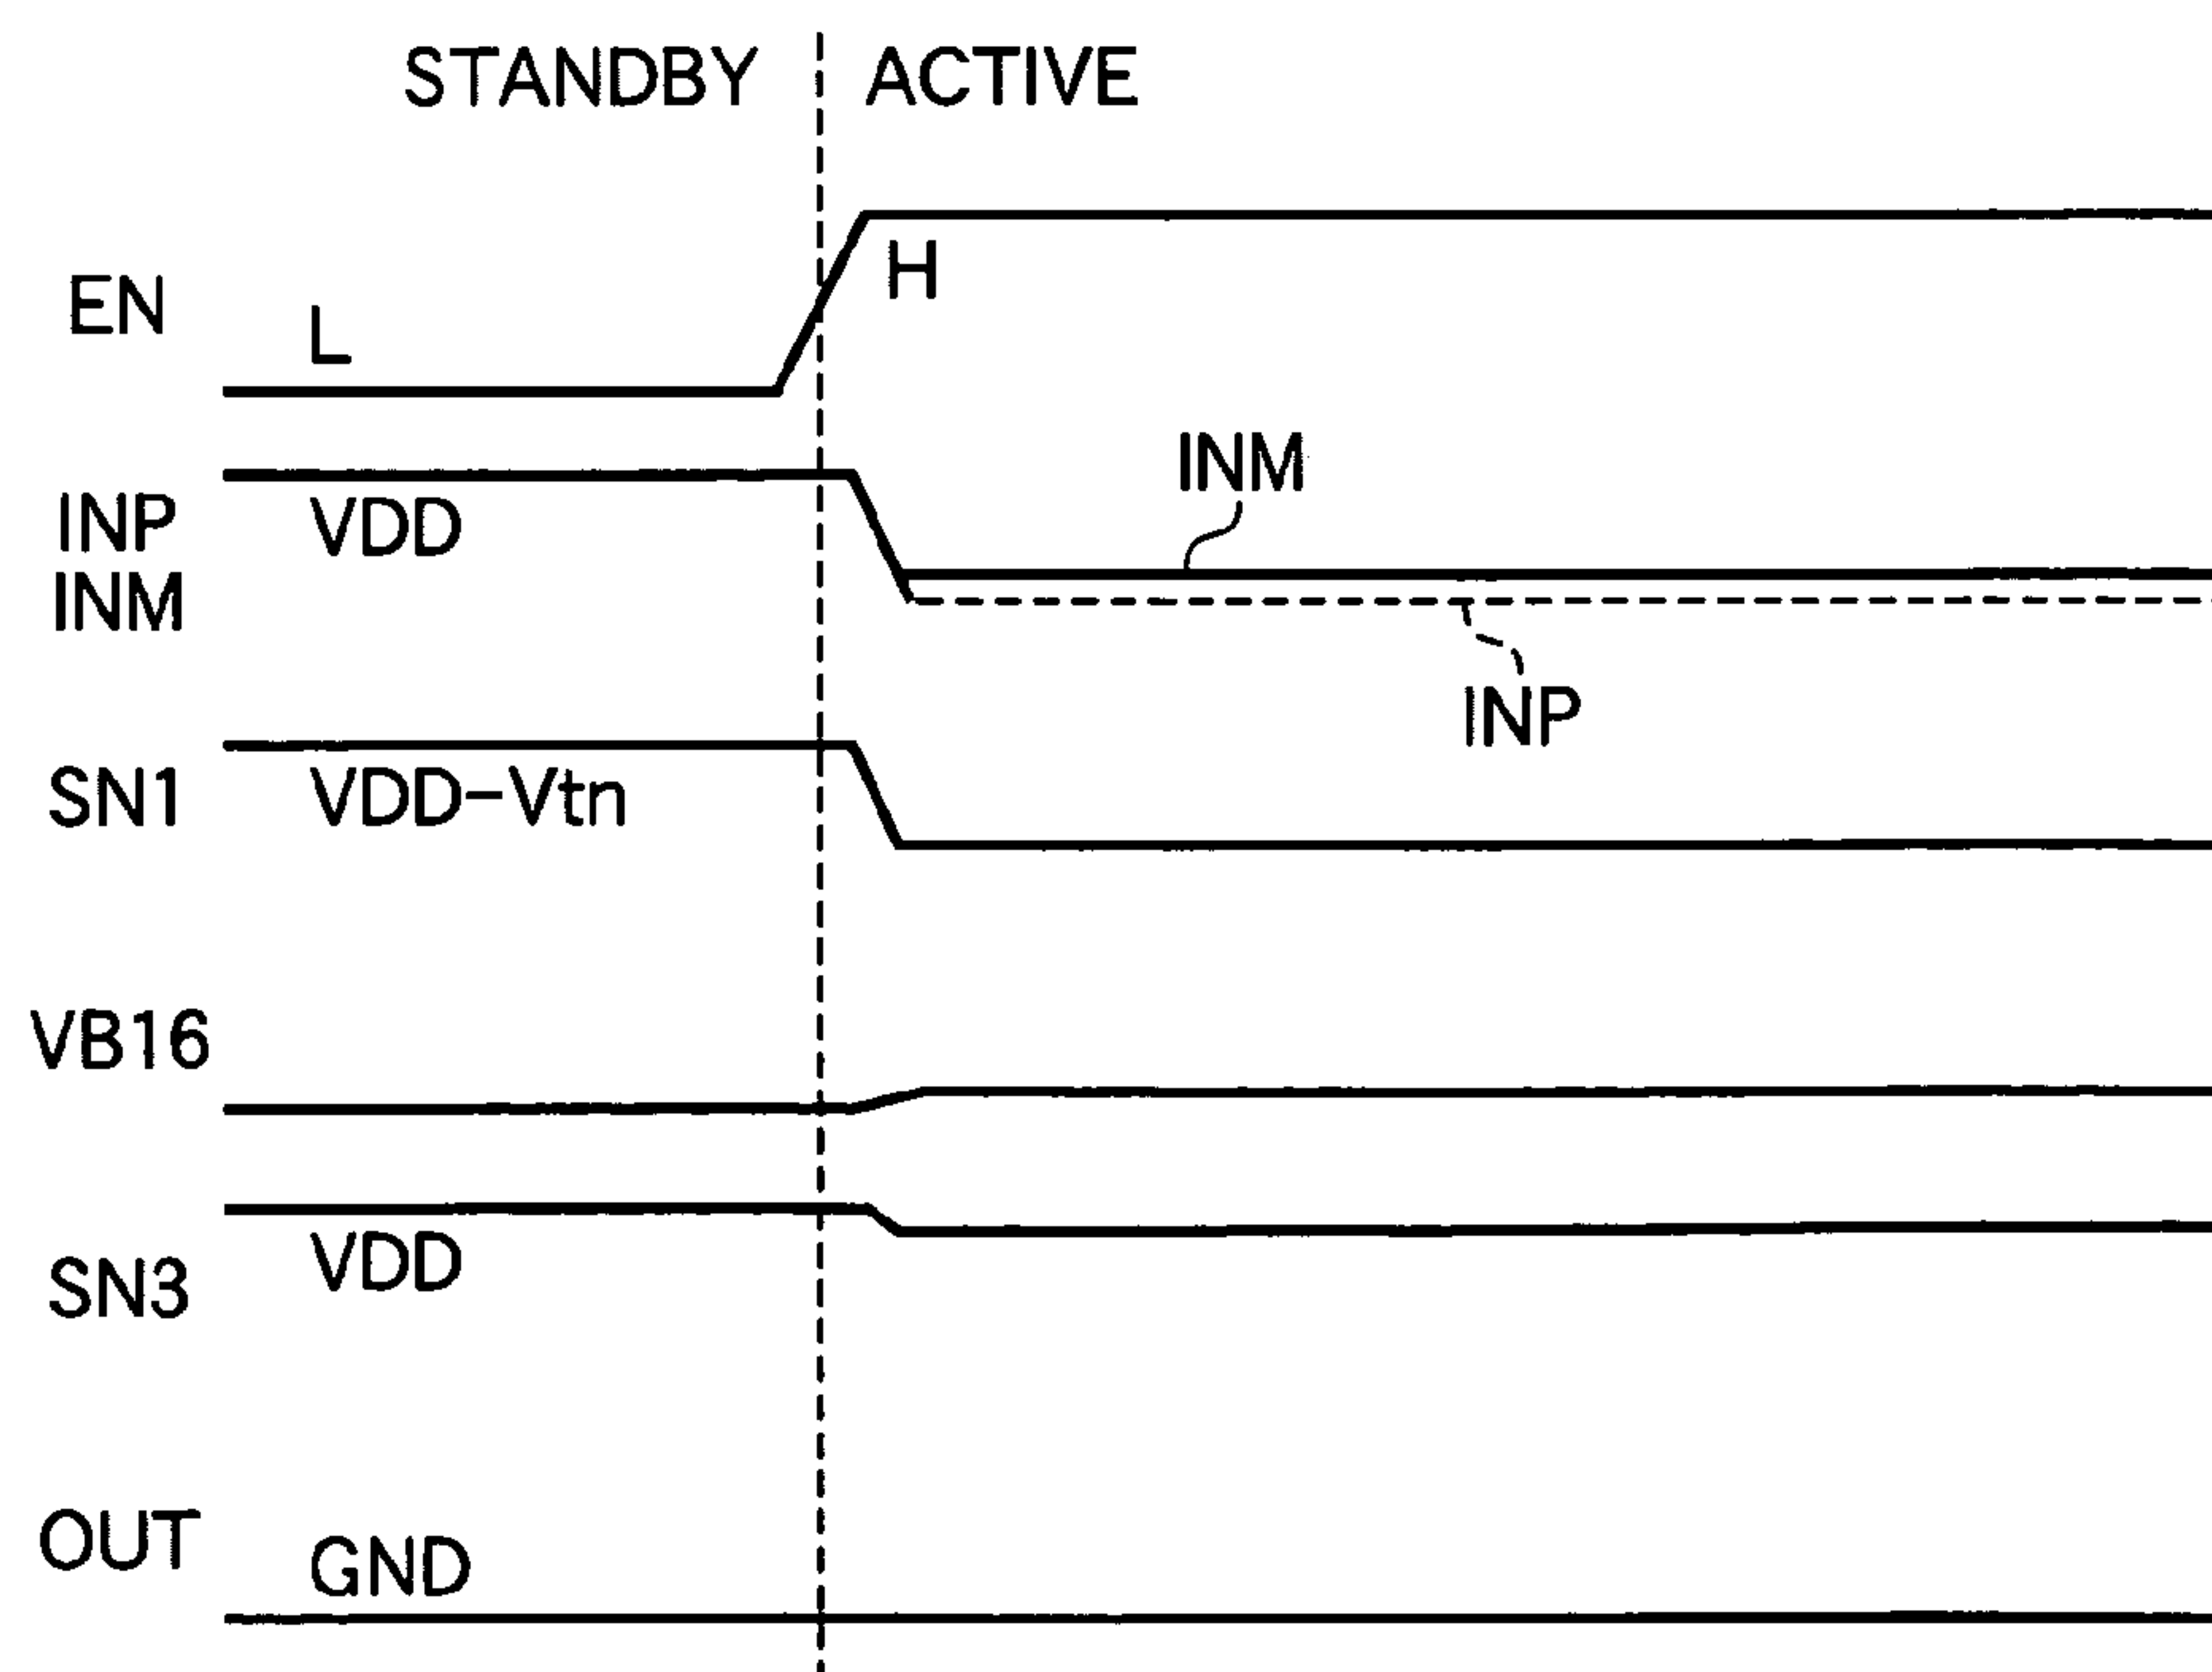 STANDBY ACTIVE
EN
L
H
INP
INM
VDD
INM
INP
SN1
VDD-Vtn
VB16
SN3
VDD
OUT
GND